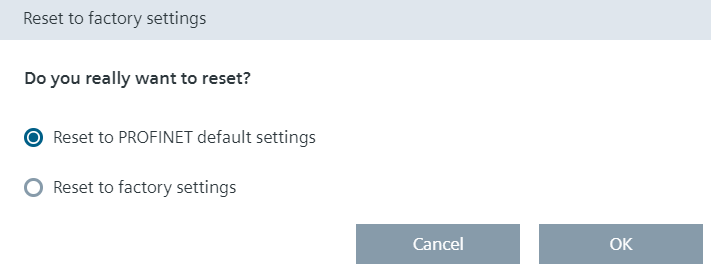 Reset to factory settings
Do you really want to reset?
Reset to PROFINET default settings
Reset to factory settings
Cancel OK